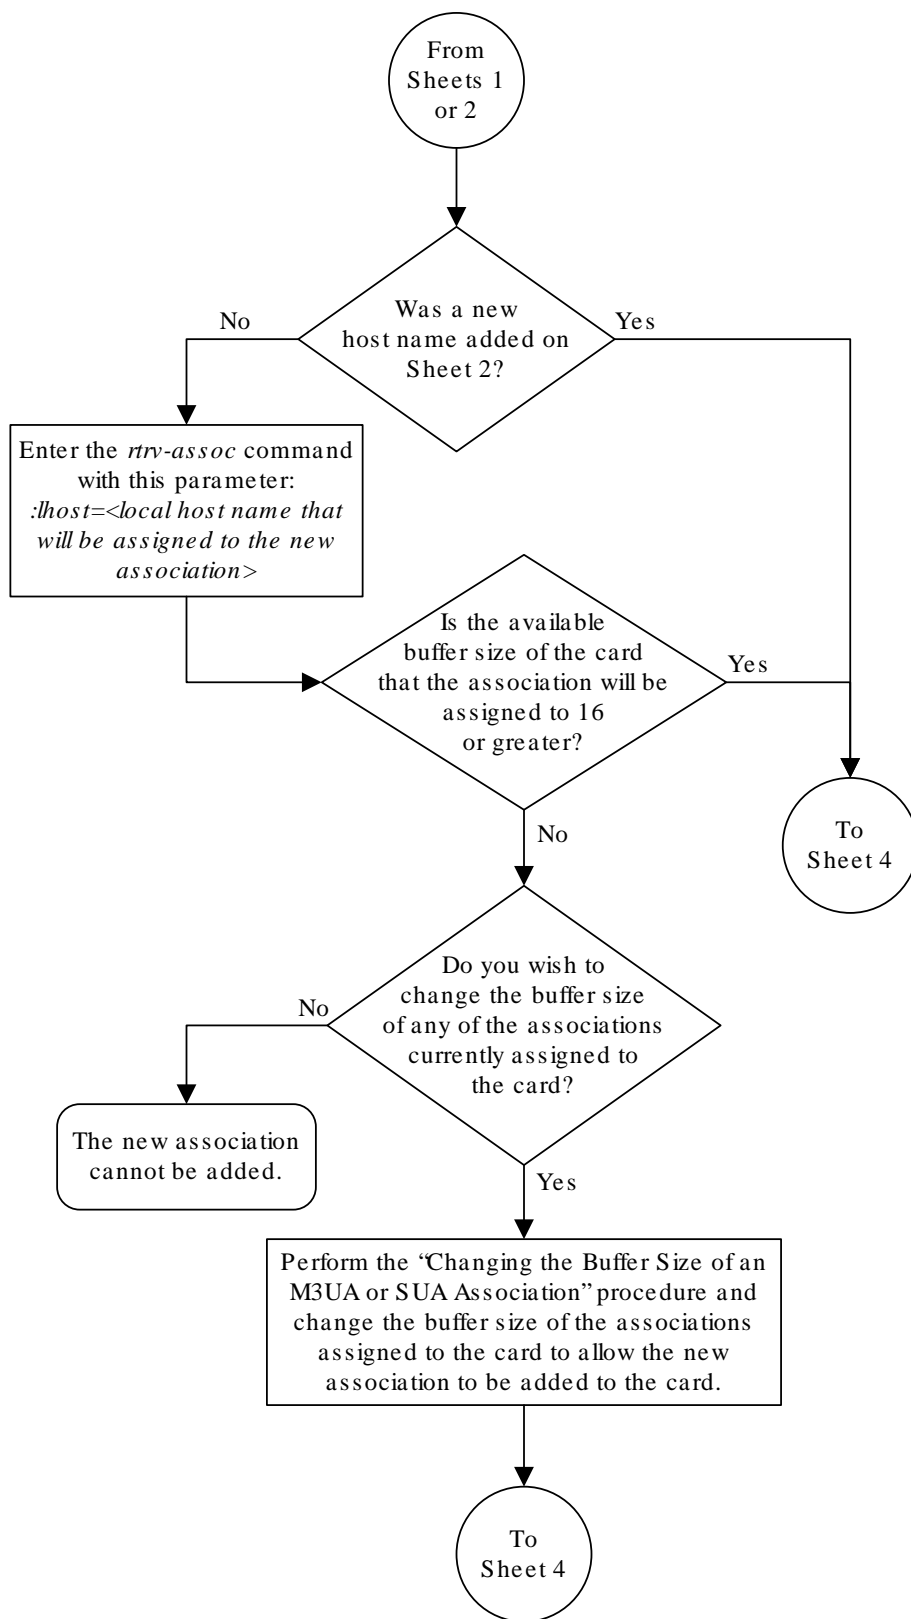 From
Sheets 1
or 2
Was a new
host name added on
Sheet 2?
No
Yes
Enter the rtrv-assoc command
with this parameter:
:lhost=<local host name that
will be assigned to the new
association>
Is the available
buffer size of the card
that the association will be
assigned to 16
or greater?
Yes
No
To
Sheet 4
Do you wish to
change the buffer size
of any of the associations
currently assigned to
the card?
No
Yes
The new association
cannot be added.
Perform the “Changing the Buffer Size of an
M3UA or SUA Association” procedure and
change the buffer size of the associations
assigned to the card to allow the new
association to be added to the card.
To
Sheet 4